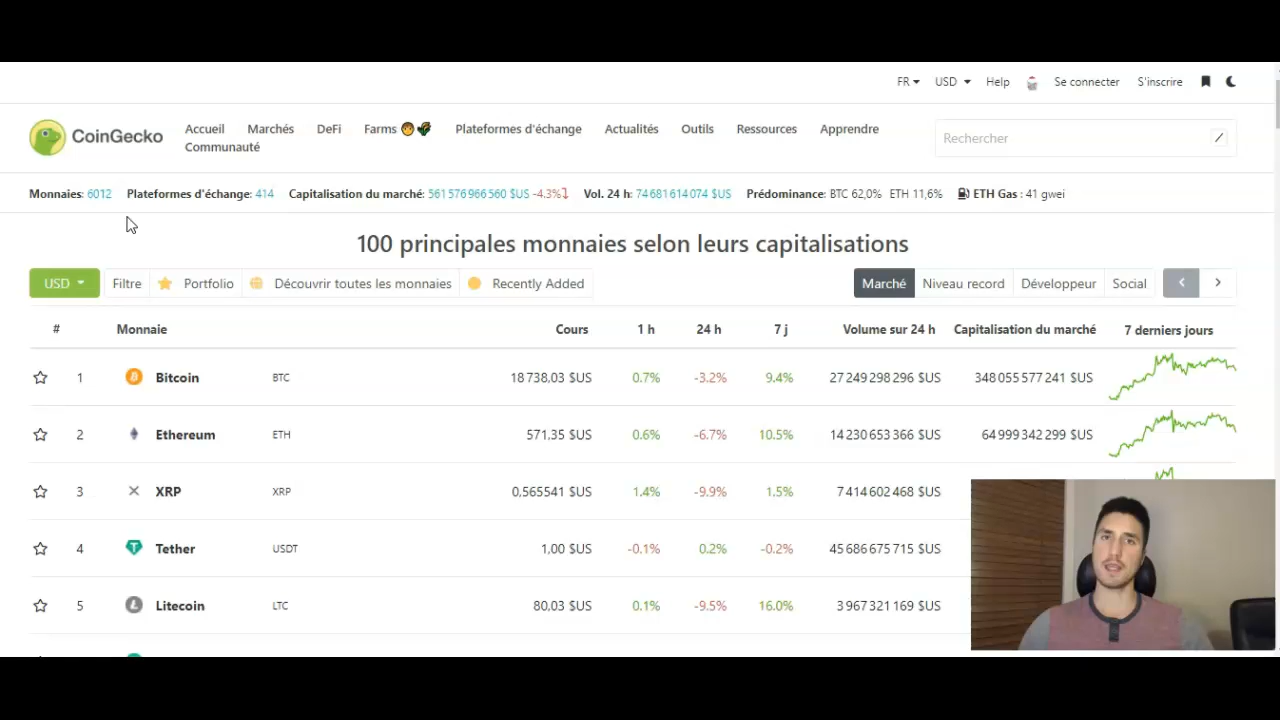 FR USD Help Se connecter S'inscrire
CoinGecko Accueil Marchés DeFi Farms Plateformes d'échange Actualités Outils Ressources Apprendre
Communauté
Rechercher /
Monnaies: 6012 Plateformes d'échange: 414 Capitalisation du marché: 561 576 966 560 $US -4.3% Vol. 24 h: 74 681 614 074 $US Prédominance: BTC 62,0% ETH 11,6% ETH Gas : 41 gwei
100 principales monnaies selon leurs capitalisations
USD Filtre Portfolio Découvrir toutes les monnaies Recently Added Marché Niveau record Développeur Social
# Monnaie Cours 1 h 24 h 7 j Volume sur 24 h Capitalisation du marché 7 derniers jours
1 Bitcoin BTC 18 738,03 $US 0.7% -3.2% 9.4% 27 249 298 296 $US 348 055 577 241 $US
2 Ethereum ETH 571,35 $US 0.6% -6.7% 10.5% 14 230 653 366 $US 64 999 342 299 $US
3 XRP XRP 0,565541 $US 1.4% -9.9% 1.5% 7 414 602 468 $US
4 Tether USDT 1,00 $US -0.1% 0.2% -0.2% 45 686 675 715 $US
5 Litecoin LTC 80,03 $US 0.1% -9.5% 16.0% 3 967 321 169 $US